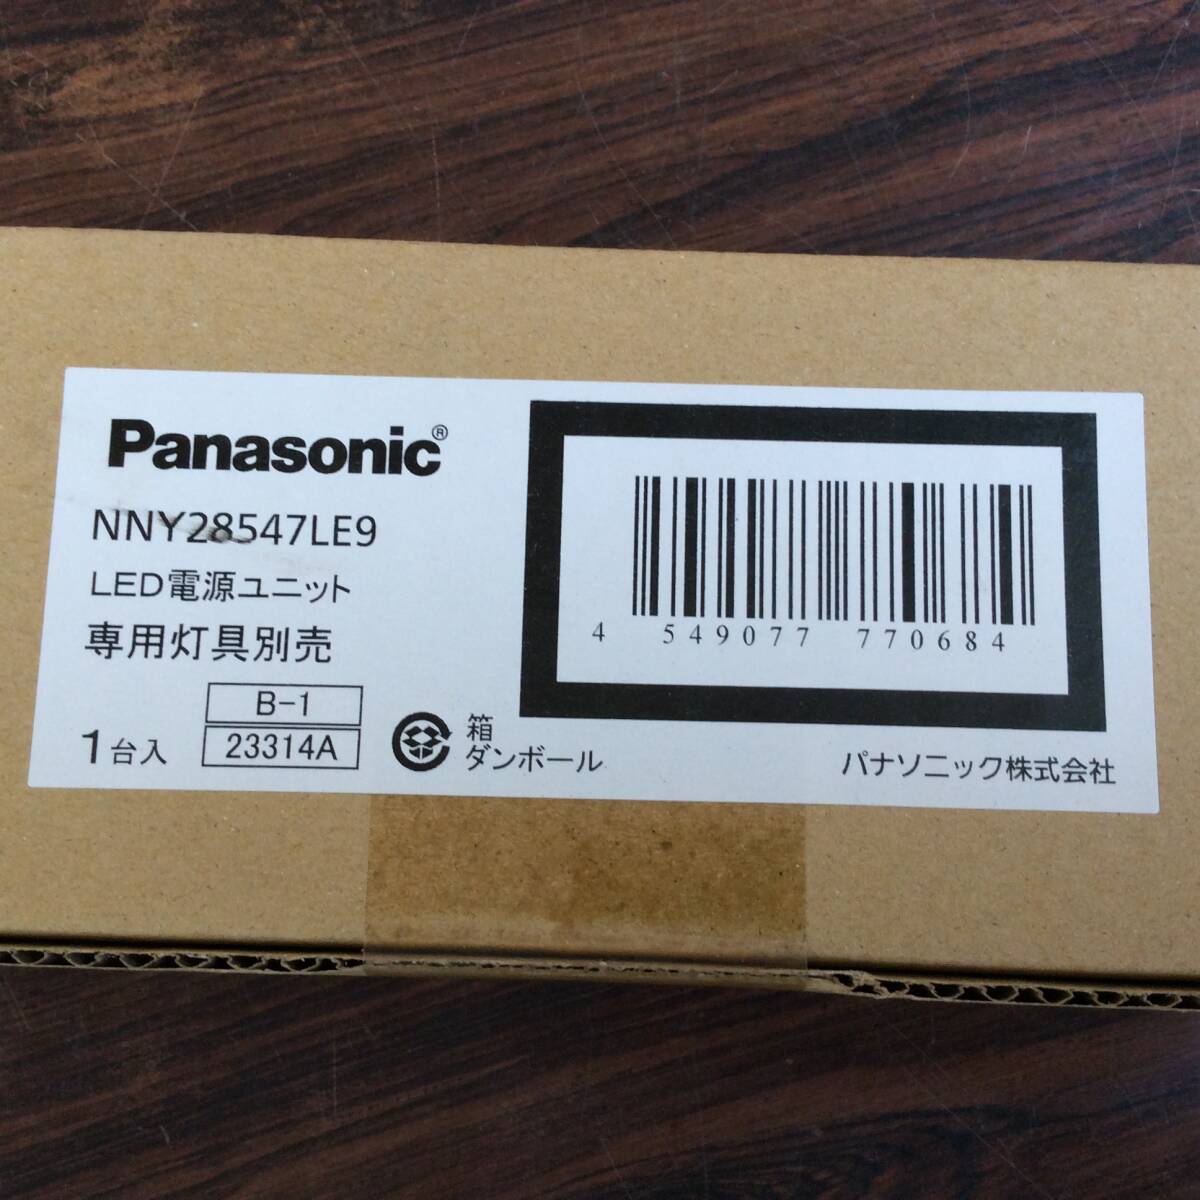 Panasonic®
NNY28547LE9
LED電源ユニット
専用灯具別売
B-1
1台入
23314A
箱
ダンボール
4 549077 770684
パナソニック株式会社